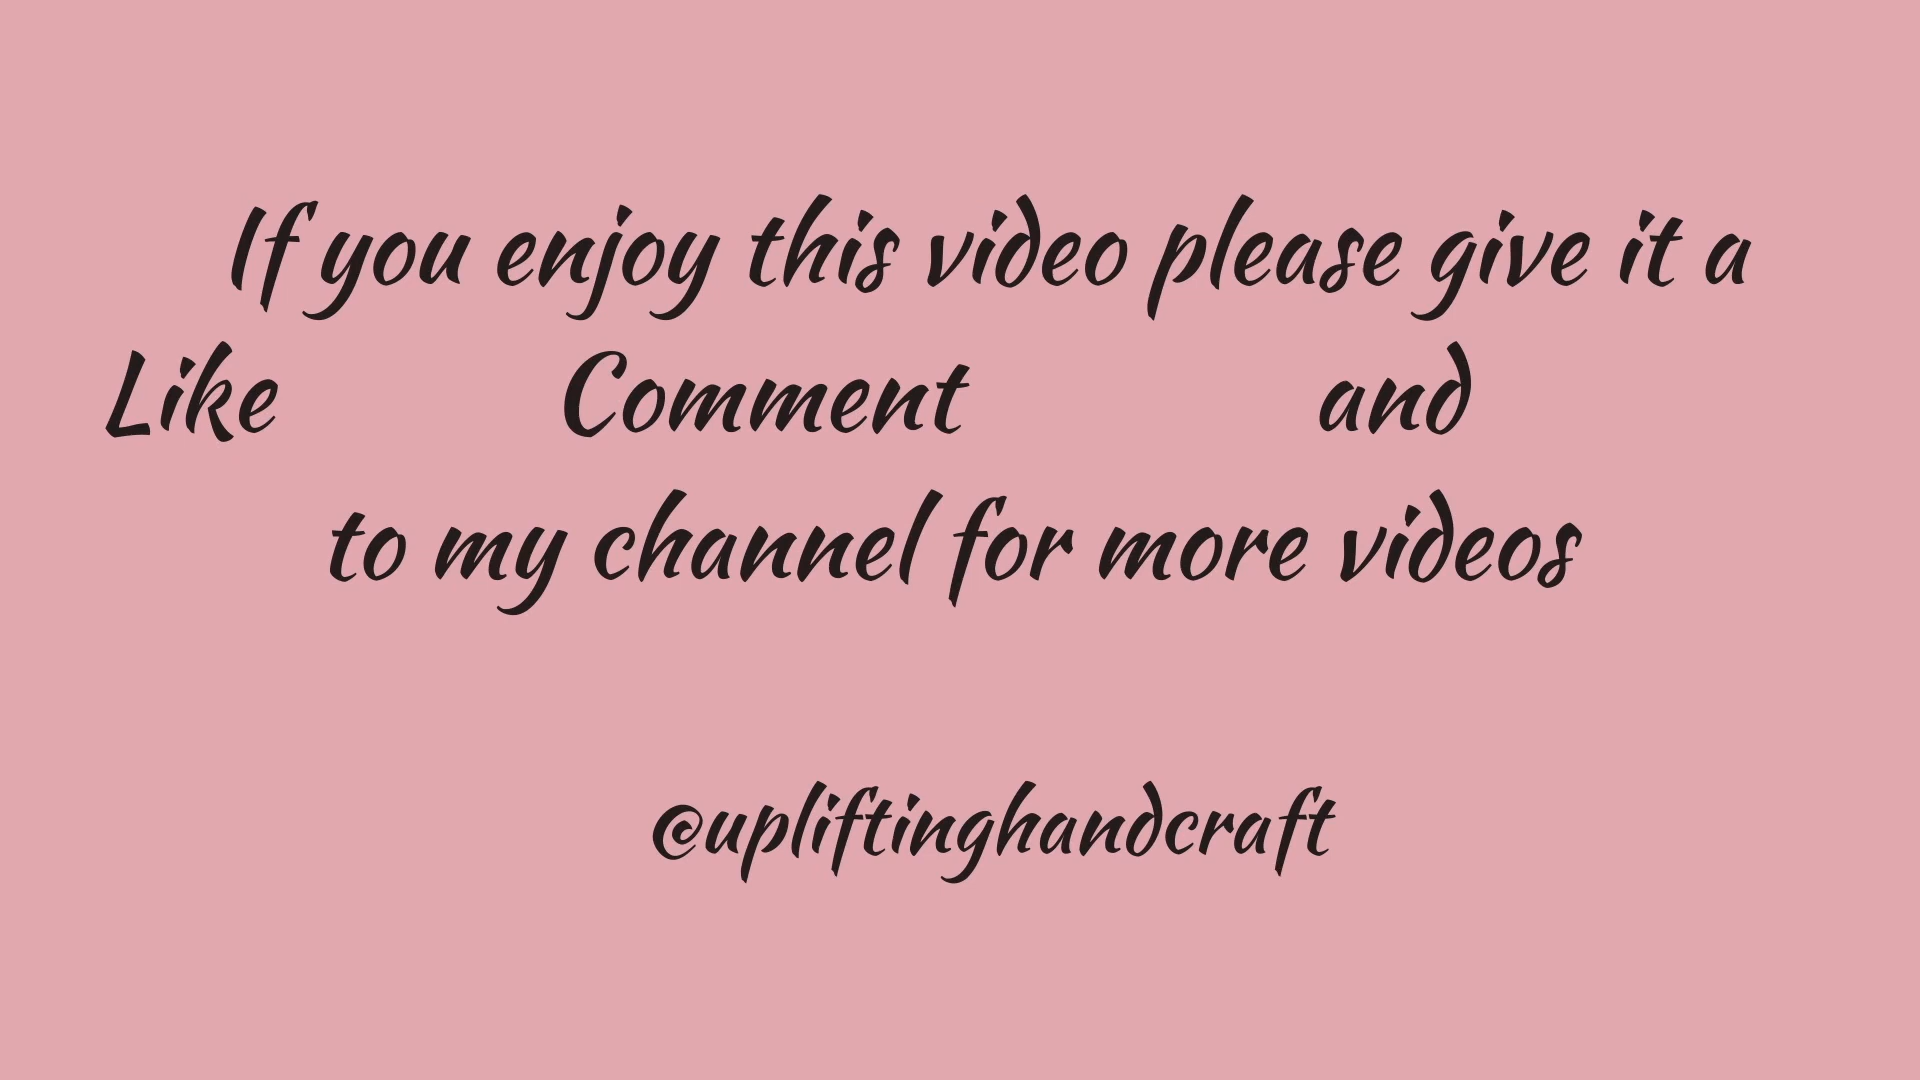 If you enjoy this video please give it a
Like Comment and
to my channel for more videos
@upliftinghandcraft